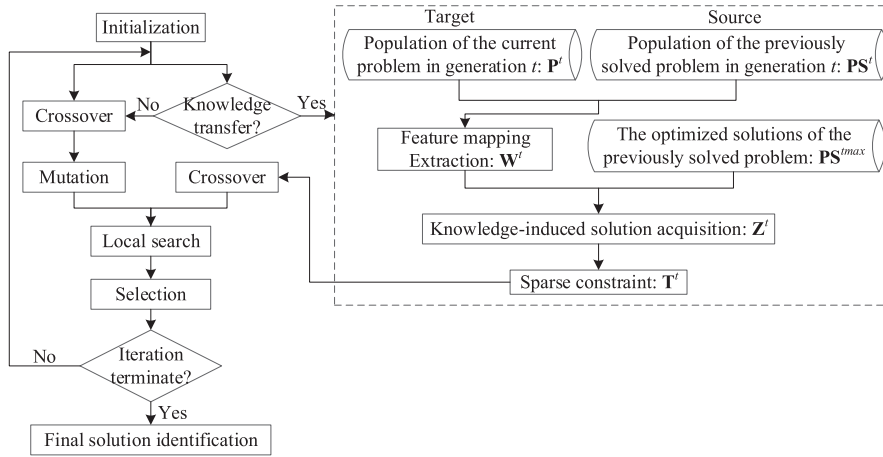 Initialization
Crossover
No
Knowledge
transfer?
Yes
Mutation
Crossover
Local search
Selection
No
Iteration
terminate?
Yes
Final solution identification
Target
Source
Population of the current
problem in generation t: P^t
Population of the previously
solved problem in generation t: PS^t
Feature mapping
Extraction: W^t
The optimized solutions of the
previously solved problem: PS^tmax
Knowledge-induced solution acquisition: Z^t
Sparse constraint: T^t